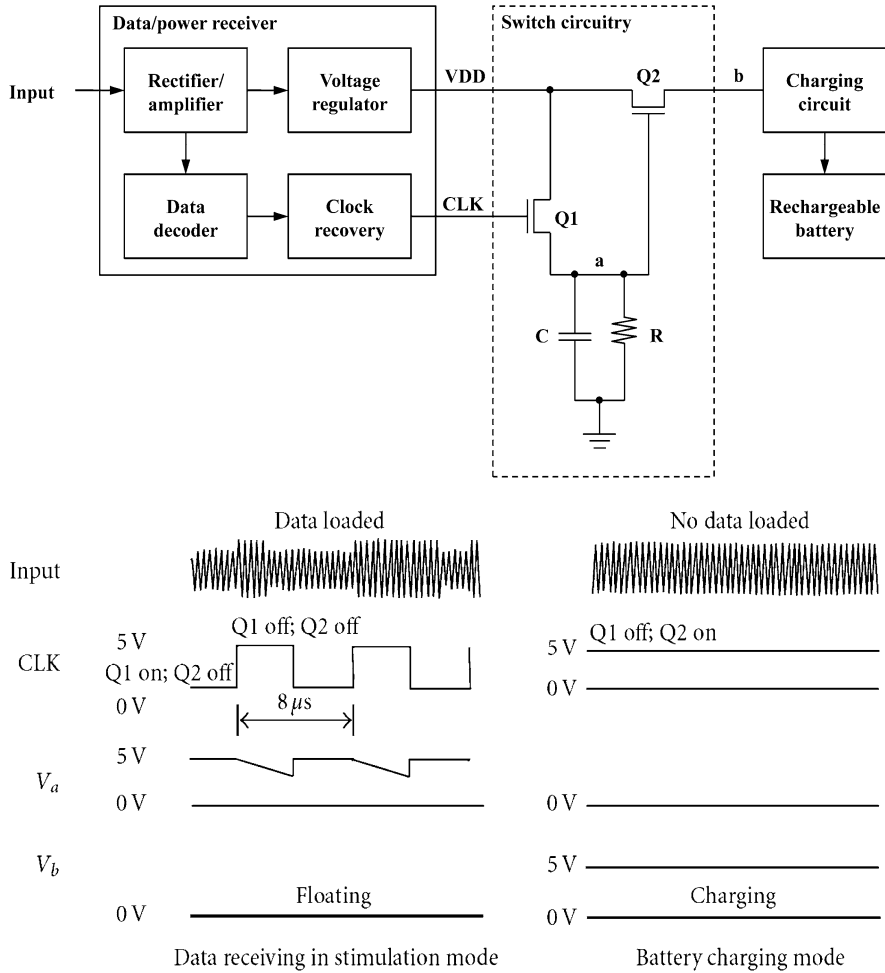 Data/power receiver
Switch circuitry
Input
Rectifier/
amplifier
Voltage
regulator
VDD
Q2
b
Charging
circuit
Data
decoder
Clock
recovery
CLK
Q1
Rechargeable
battery
a
C
R
Data loaded
No data loaded
Input
Q1 off; Q2 off
5 V
CLK
Q1 on; Q2 off
0 V
8 μs
Q1 off; Q2 on
5 V
0 V
5 V
Va
0 V
0 V
Vb
5 V
0 V
Floating
Charging
0 V
Data receiving in stimulation mode
Battery charging mode